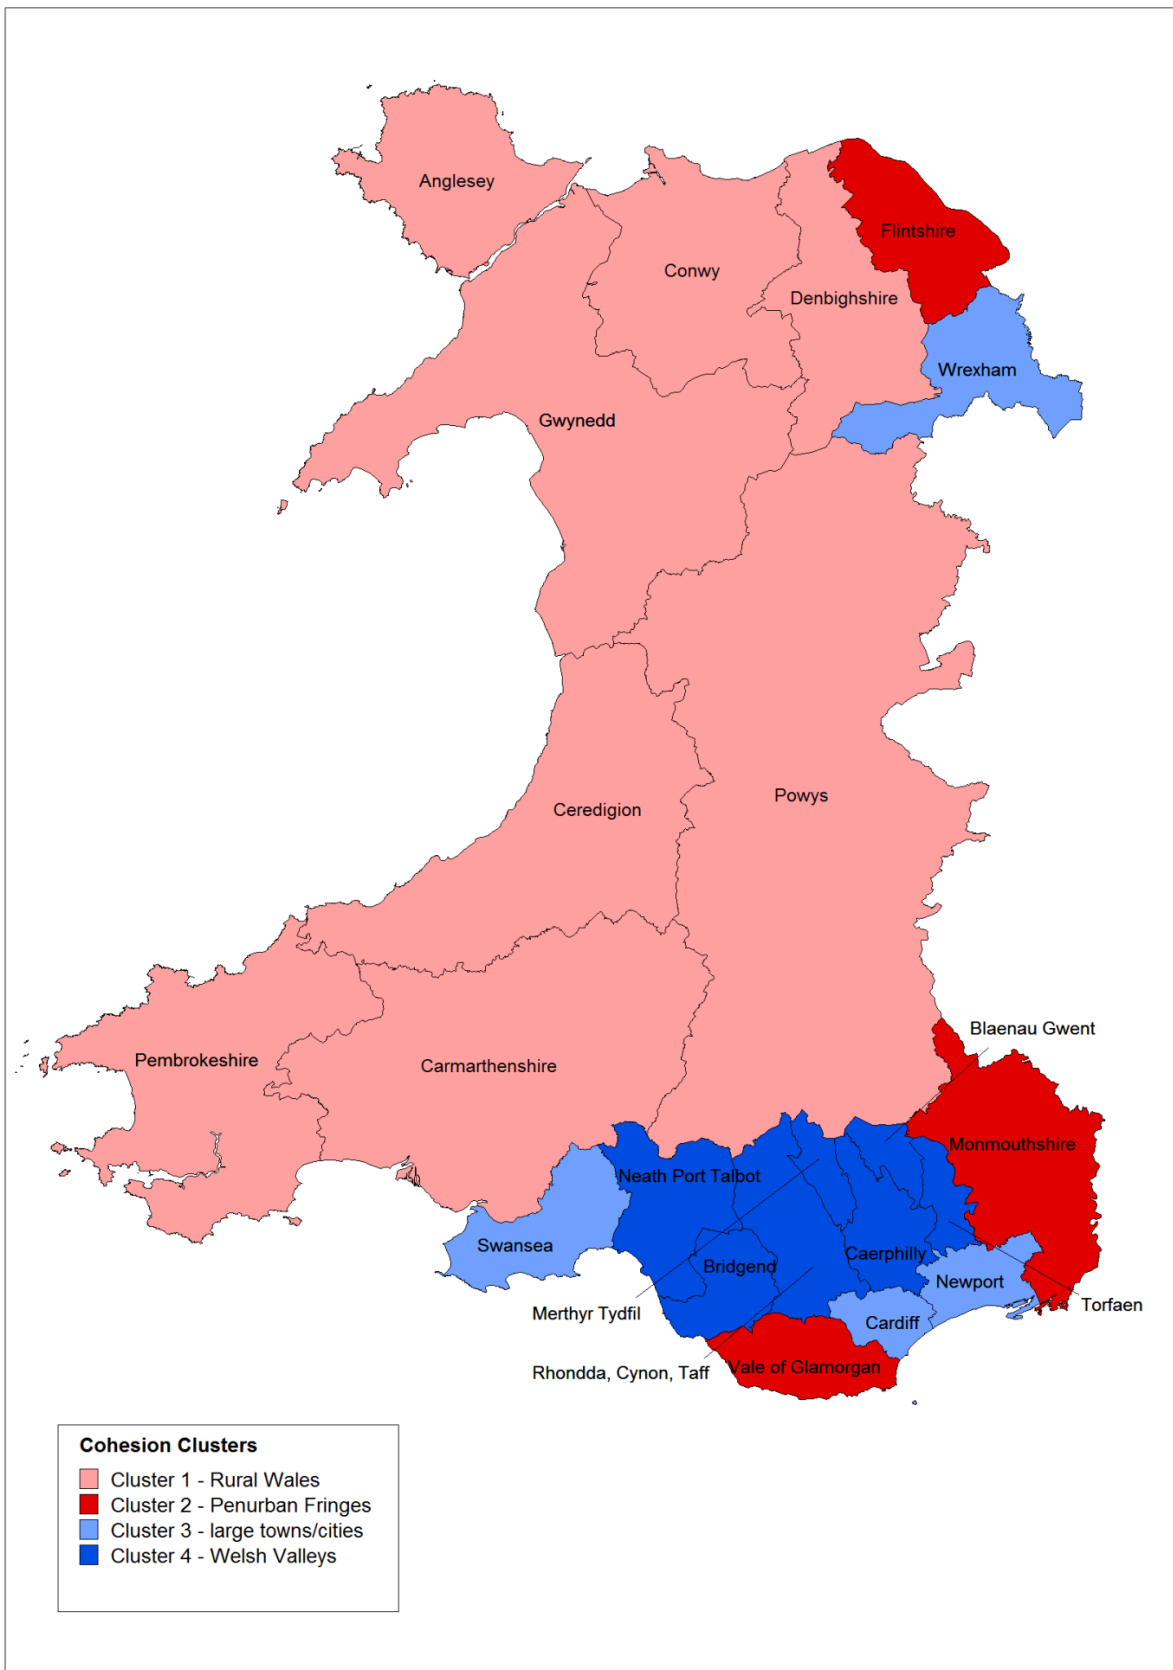 Anglesey
Flintshire
Conwy
Denbighshire
Wrexham
Gwynedd
Powys
Ceredigion
Blaenau Gwent
Pembrokeshire
Carmarthenshire
Monmouthshire
Neath Port Talbot
Swansea
Caerphilly
Bridgend
Newport
Torfaen
Merthyr Tydfil
Cardiff
Vale of Glamorgan
Rhondda, Cynon, Taff
Cohesion Clusters
Cluster 1 - Rural Wales
Cluster 2 - Penurban Fringes
Cluster 3 - large towns/cities
Cluster 4 - Welsh Valleys